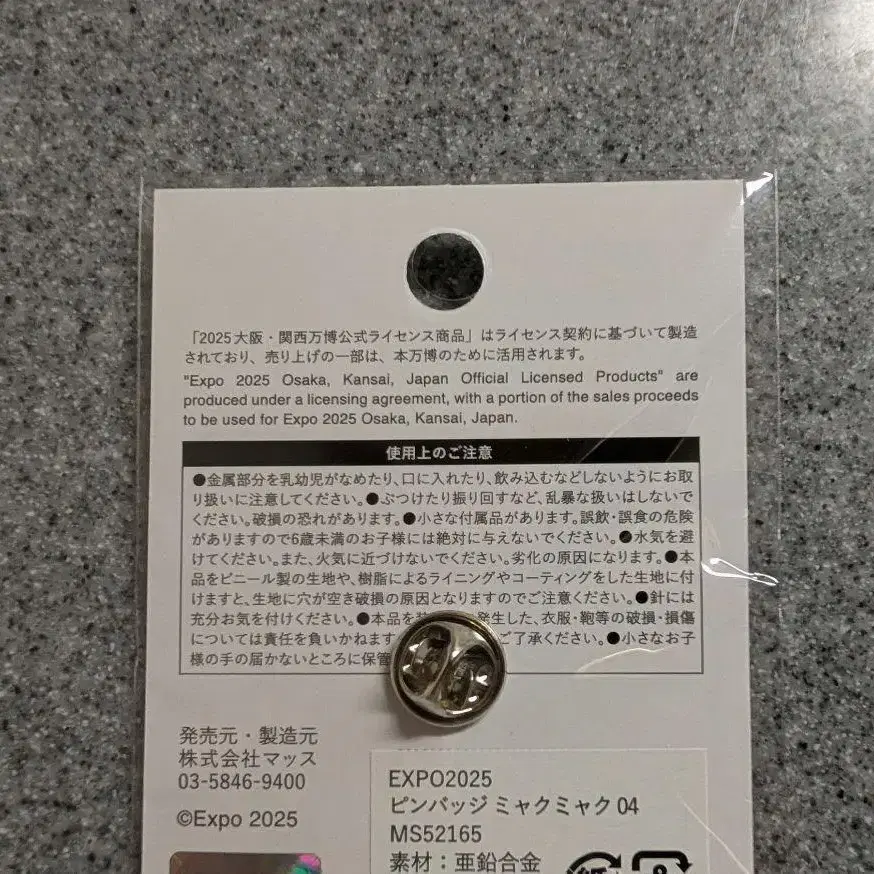 「2025大阪・関西万博公式ライセンス商品」はライセンス契約に基づいて製造
されており、売り上げの一部は、本万博のために活用されます。
"Expo 2025 Osaka, Kansai, Japan Official Licensed Products" are
produced under a licensing agreement, with a portion of the sales proceeds
to be used for Expo 2025 Osaka, Kansai, Japan.
使用上のご注意
●金属部分を乳幼児がなめたり、口に入れたり、飲み込むなどしないようにお取
り扱いに注意してください。●ぶつけたり振り回すなど、乱暴な扱いはしないで
ください。破損の恐れがあります。●小さな付属品があります。誤飲・誤食の危険
がありますので6歳未満のお子様には絶対に与えないでください。●水気を避
けてください。また、火気に近づけないでください。劣化の原因になります。●本
品をビニール製の生地や、樹脂によるライニングやコーティングをした生地に付
けますと、生地に穴が空き破損の原因となりますのでご注意ください。●針には
充分お気を付けください。●本品を 発生した、衣服・鞄等の破損・損傷
については責任を負いかねます ご了承ください。●小さなお子
様の手の届かないところに保管
発売元・製造元
株式会社マッス
03-5846-9400
©Expo 2025
EXPO2025
ピンバッジ ミャクミャク 04
MS52165
素材：亜鉛合金